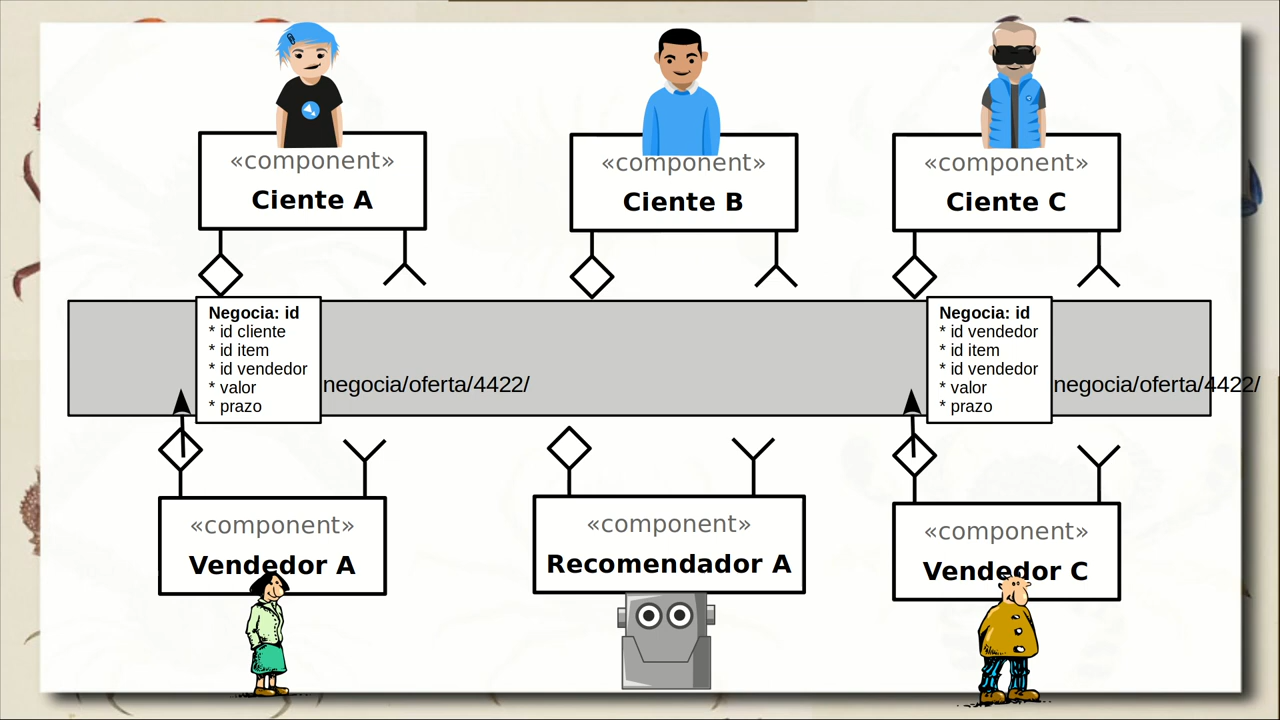 «component»
Ciente A
«component»
Ciente B
«component»
Ciente C
Negocia: id
* id cliente
* id item
* id vendedor
* valor
* prazo
negocia/oferta/4422/
Negocia: id
* id vendedor
* id item
* id vendedor
* valor
* prazo
negocia/oferta/4422/
«component»
Vendedor A
«component»
Recomendador A
«component»
Vendedor C